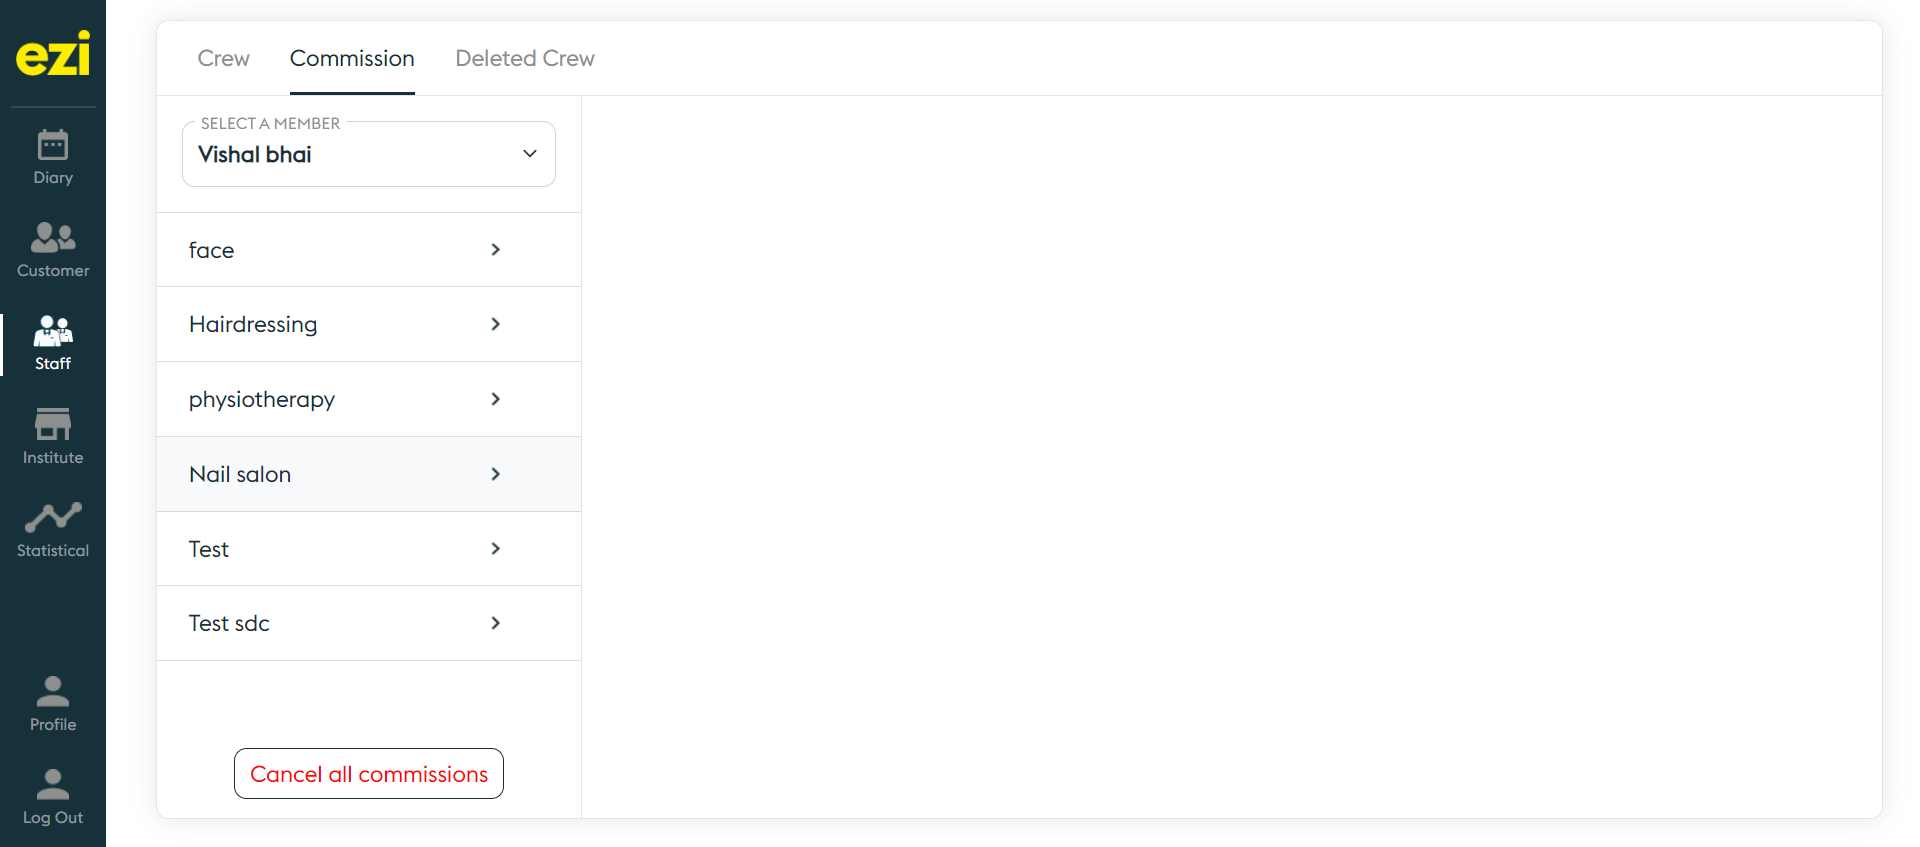 ezi
Diary
Customer
Staff
Institute
Statistical
Profile
Log Out
Crew Commission Deleted Crew
SELECT A MEMBER
Vishal bhai
face
Hairdressing
physiotherapy
Nail salon
Test
Test sdc
Cancel all commissions